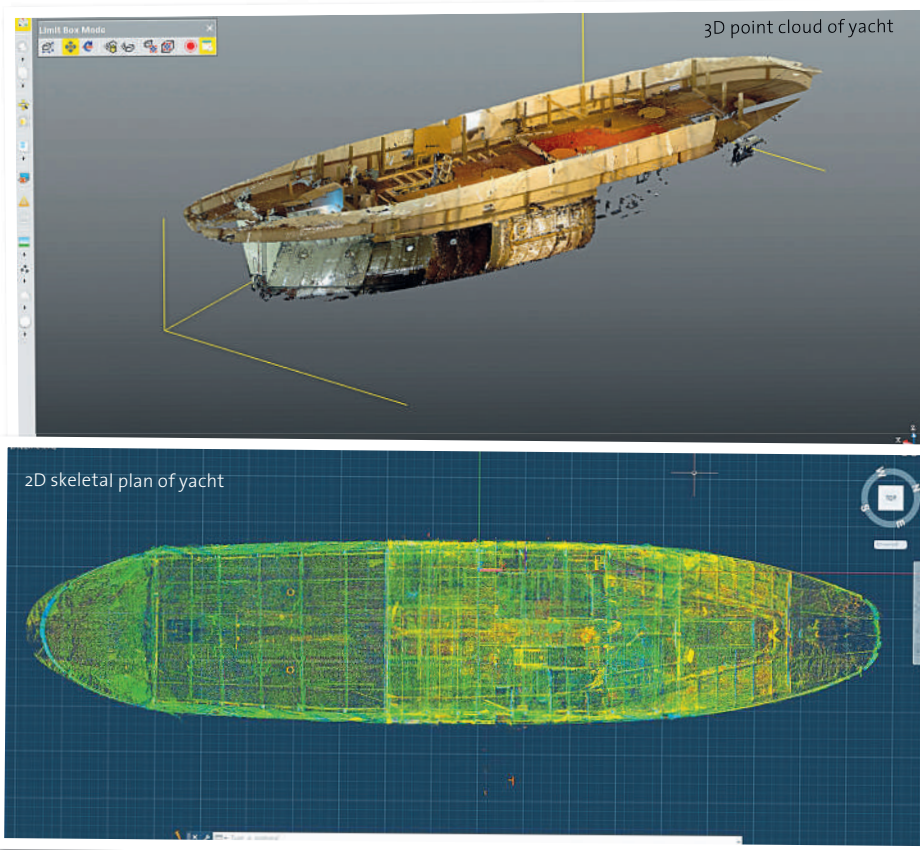 Limit Box Mode
3D point cloud of yacht
2D skeletal plan of yacht
W
N
TOP
S
E